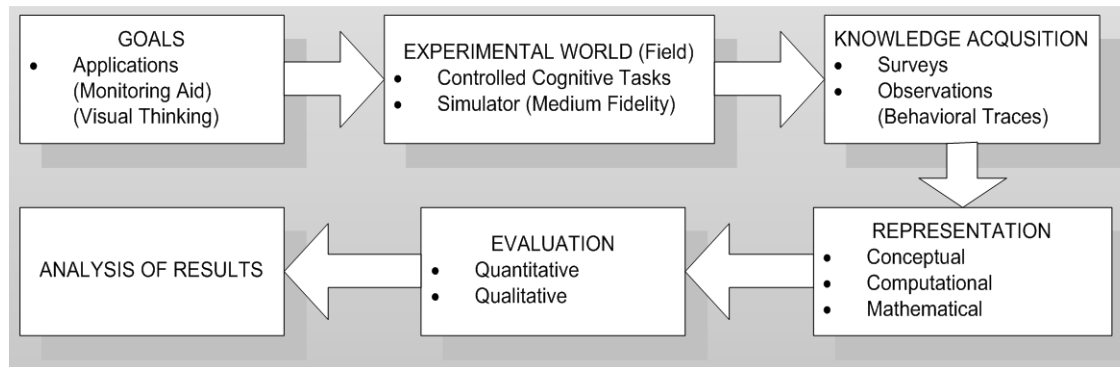 GOALS
• Applications
(Monitoring Aid)
(Visual Thinking)
EXPERIMENTAL WORLD (Field)
• Controlled Cognitive Tasks
• Simulator (Medium Fidelity)
KNOWLEDGE ACQUSITION
• Surveys
• Observations
(Behavioral Traces)
REPRESENTATION
• Conceptual
• Computational
• Mathematical
EVALUATION
• Quantitative
• Qualitative
ANALYSIS OF RESULTS